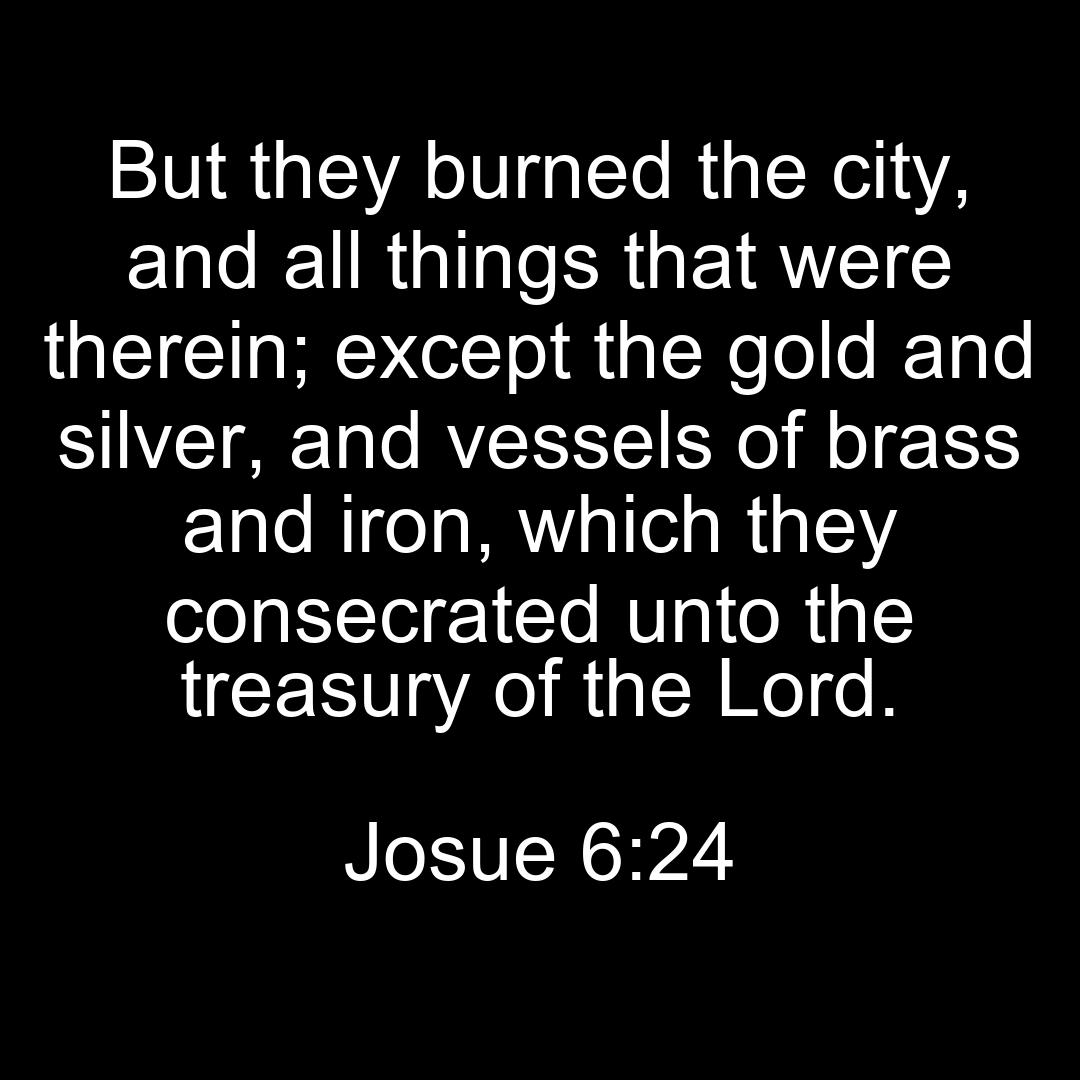 But they burned the city,
and all things that were
therein; except the gold and
silver, and vessels of brass
and iron, which they
consecrated unto the
treasury of the Lord.
Josue 6:24